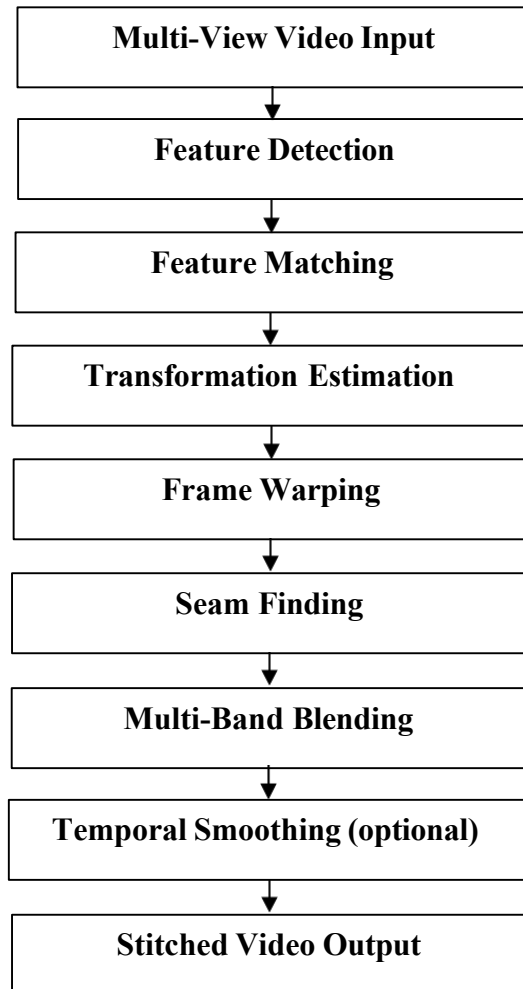 Multi-View Video Input
Feature Detection
Feature Matching
Transformation Estimation
Frame Warping
Seam Finding
Multi-Band Blending
Temporal Smoothing (optional)
Stitched Video Output